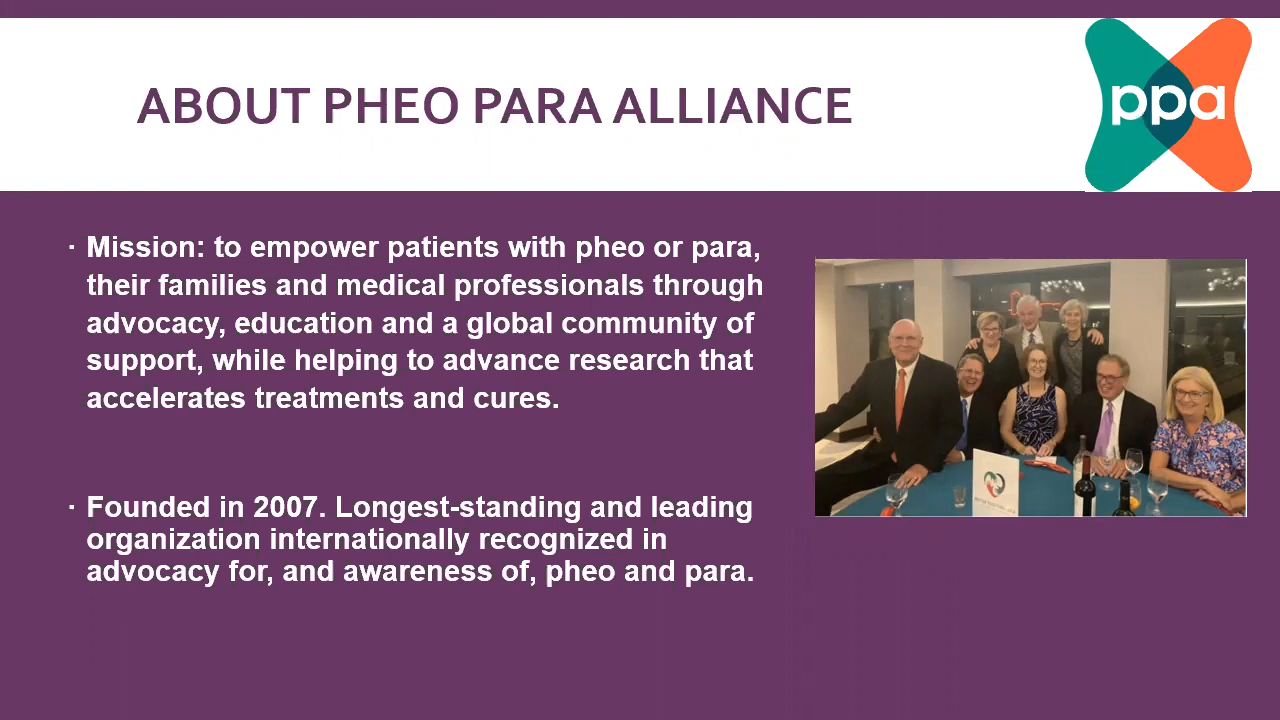 ABOUT PHEO PARA ALLIANCE
ppa
· Mission: to empower patients with pheo or para,
their families and medical professionals through
advocacy, education and a global community of
support, while helping to advance research that
accelerates treatments and cures.
· Founded in 2007. Longest-standing and leading
organization internationally recognized in
advocacy for, and awareness of, pheo and para.